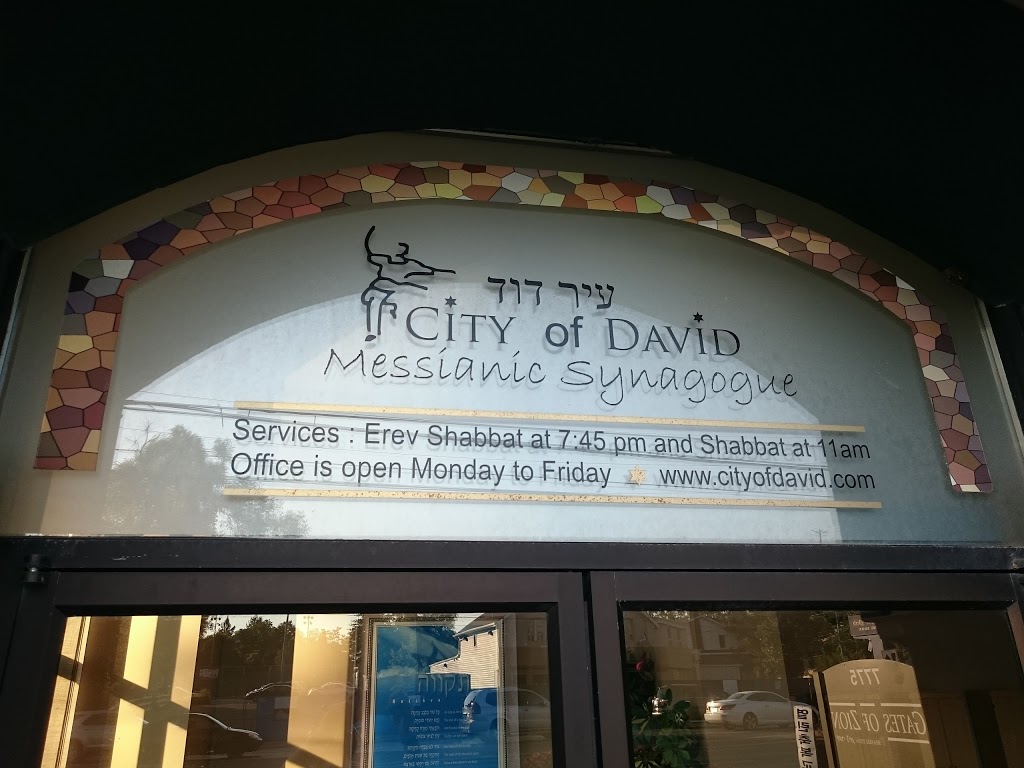 עיר דוד
CITY of DAVID
Messianic Synagogue
Services : Erev Shabbat at 7:45 pm and Shabbat at 11am
Office is open Monday to Friday www.cityofdavid.com
תקווה
7775
GATES OF ZION